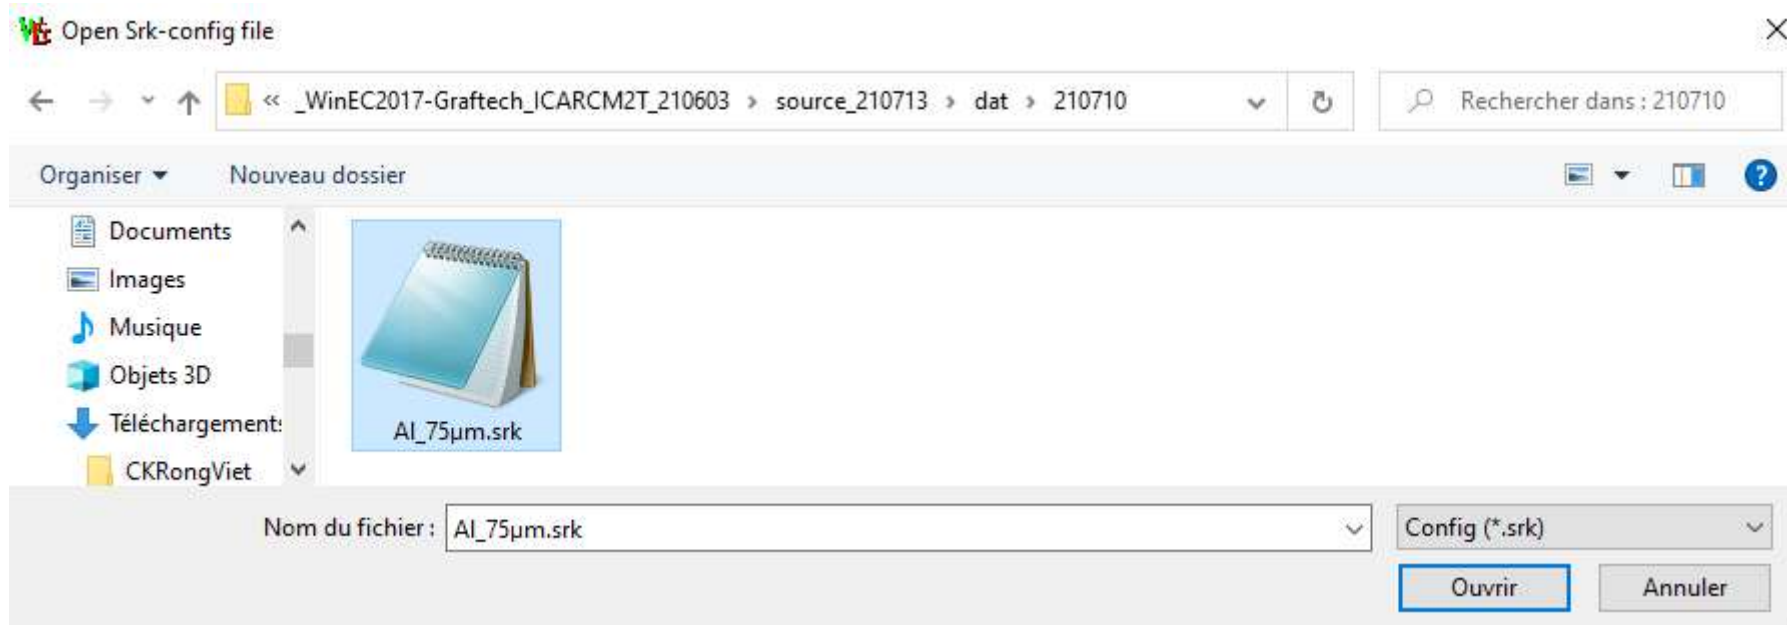 Open Srk-config file
« _WinEC2017-Graftech_ICARCM2T_210603 › source_210713 › dat › 210710
Rechercher dans : 210710
Organiser
Nouveau dossier
Documents
Images
Musique
Objets 3D
Téléchargements
CKRongViet
Al_75µm.srk
Nom du fichier :
Al_75µm.srk
Config (*.srk)
Ouvrir
Annuler